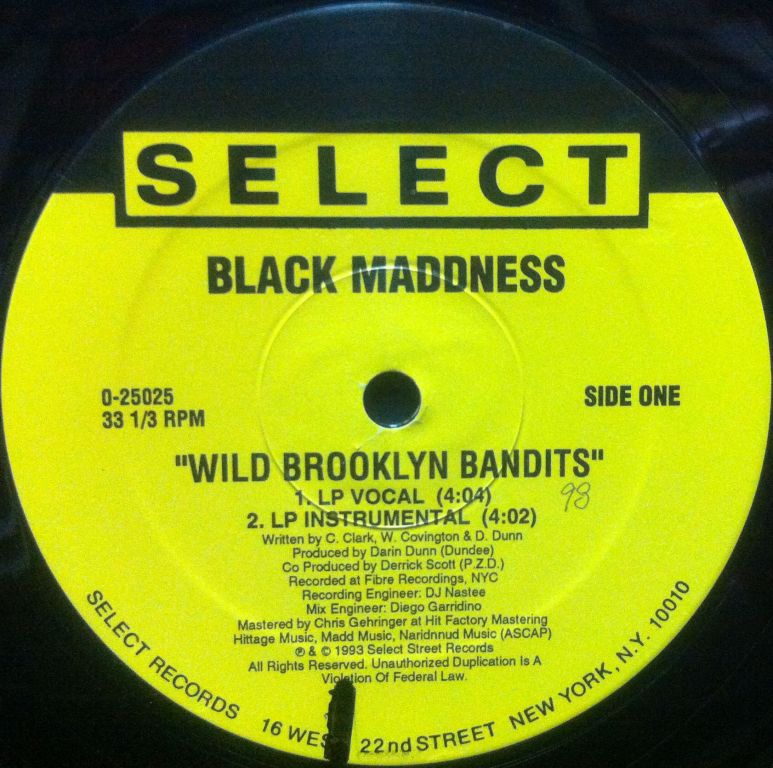 SELECT
BLACK MADDNESS
0-25025
33 1/3 RPM
SIDE ONE
"WILD BROOKLYN BANDITS"
1. LP VOCAL (4:04)
98
2. LP INSTRUMENTAL (4:02)
Written by C. Clark, W. Covington & D. Dunn
Produced by Darin Dunn (Dundee)
Co Produced by Derrick Scott (P.Z.D.)
Recorded at Fibre Recordings, NYC
Recording Engineer: DJ Nastee
Mix Engineer: Diego Garridino
Mastered by Chris Gehringer at Hit Factory Mastering
Hittage Music, Madd Music, Naridnnud Music (ASCAP)
℗ & © 1993 Select Street Records
All Rights Reserved. Unauthorized Duplication Is A
Violation Of Federal Law.
SELECT RECORDS 16 WES 22nd STREET NEW YORK, N.Y. 10010